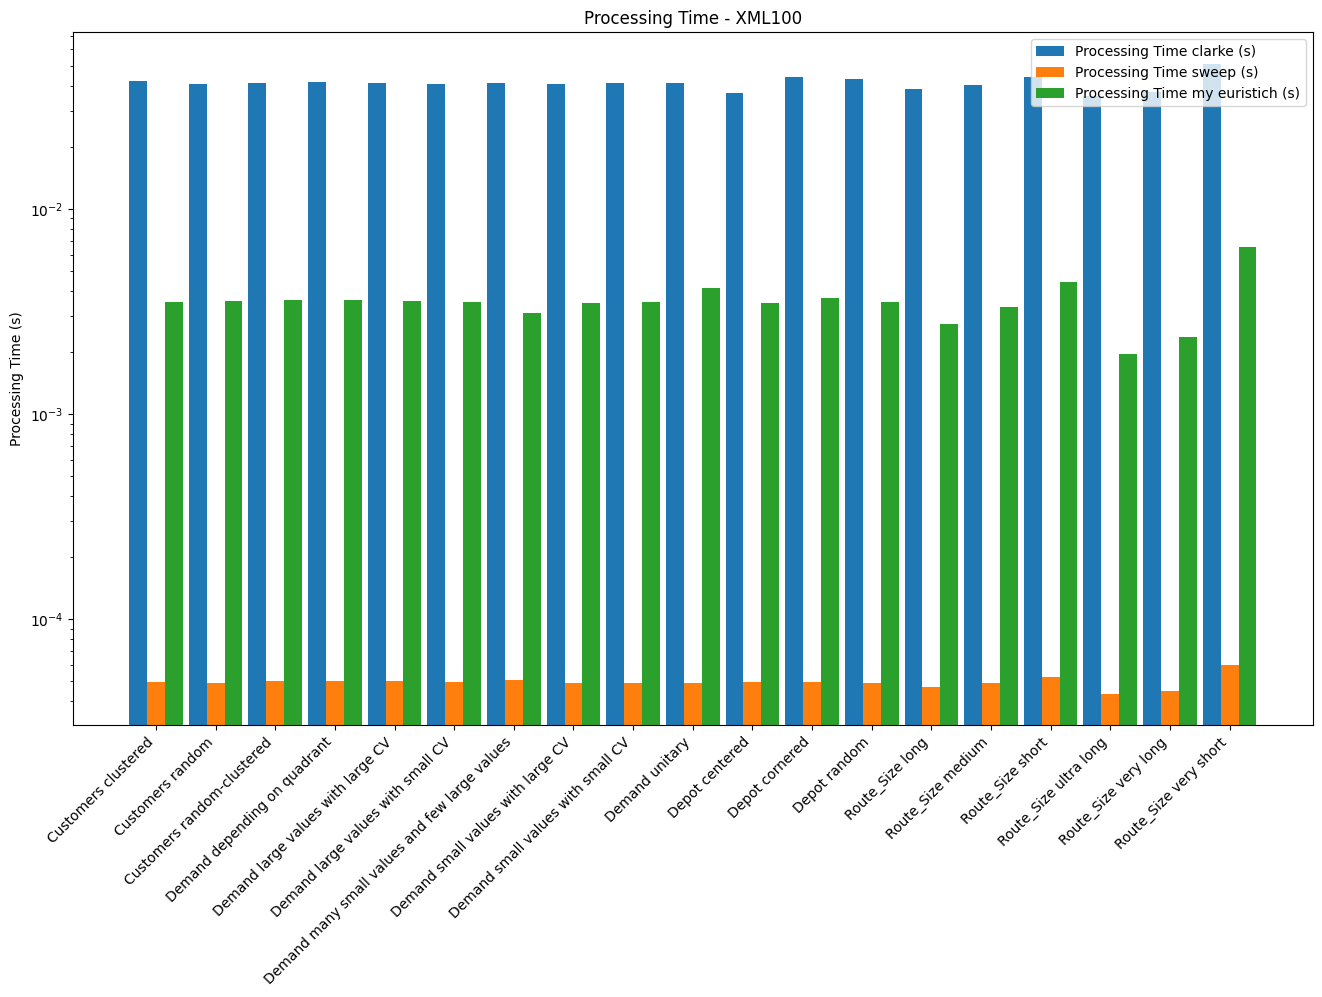 Processing Time - XML100
Processing Time clarke (s)
Processing Time sweep (s)
Processing Time my euristich (s)
Processing Time (s)
10⁻²
10⁻³
10⁻⁴
Customers clustered
Customers random
Customers random-clustered
Demand depending on quadrant
Demand large values with large CV
Demand large values with small CV
Demand many small values and few large values
Demand small values with large CV
Demand small values with small CV
Demand unitary
Depot centered
Depot cornered
Depot random
Route_Size long
Route_Size medium
Route_Size short
Route_Size ultra long
Route_Size very long
Route_Size very short